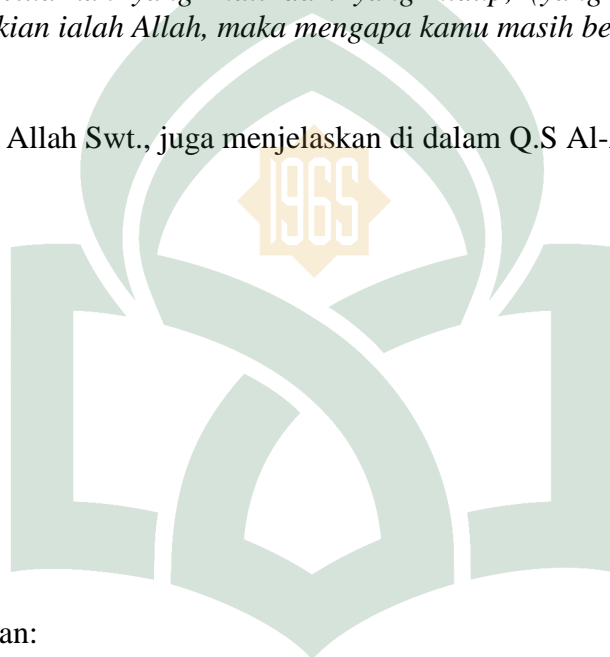 kian ialah Allah, maka mengapa kamu masih be
Allah Swt., juga menjelaskan di dalam Q.S Al-
1965
an: